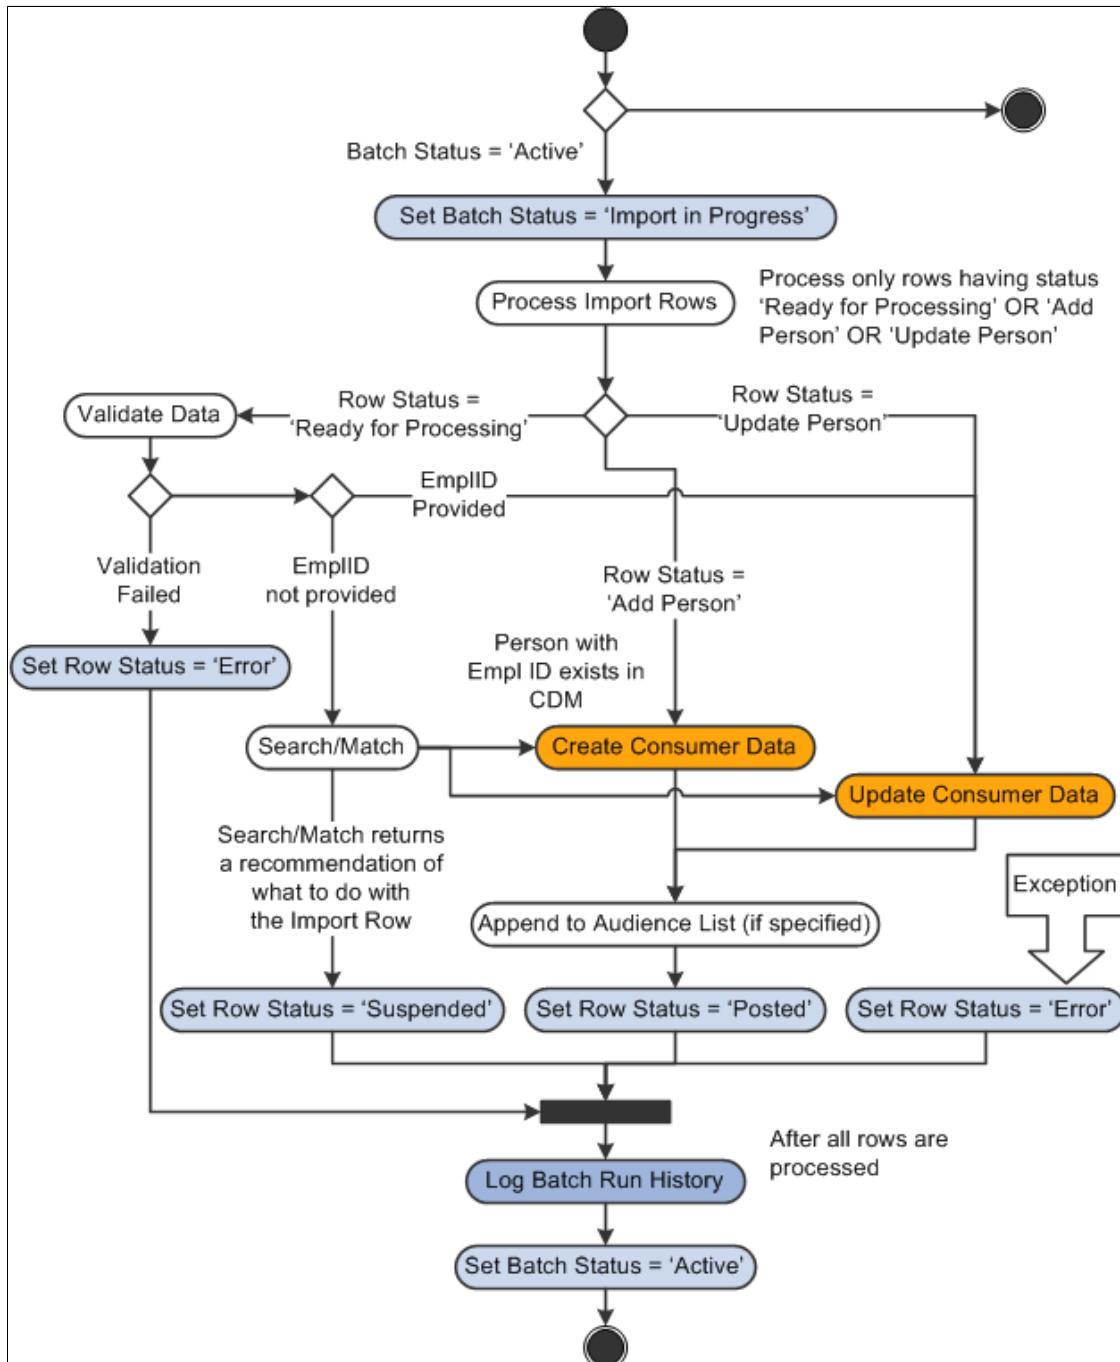 Batch Status = ‘Active’
Set Batch Status = ‘Import in Progress’
Process Import Rows
Process only rows having status
‘Ready for Processing’ OR ‘Add
Person’ OR ‘Update Person’
Validate Data
Row Status =
‘Ready for Processing’
Row Status =
‘Update Person’
EmplID
Provided
Validation
Failed
EmplID
not provided
Row Status =
‘Add Person’
Set Row Status = ‘Error’
Person with
Empl ID exists in
CDM
Search/Match
Create Consumer Data
Update Consumer Data
Search/Match returns
a recommendation of
what to do with
the Import Row
Exception
Append to Audience List (if specified)
Set Row Status = ‘Suspended’
Set Row Status = ‘Posted’
Set Row Status = ‘Error’
After all rows are
processed
Log Batch Run History
Set Batch Status = ‘Active’